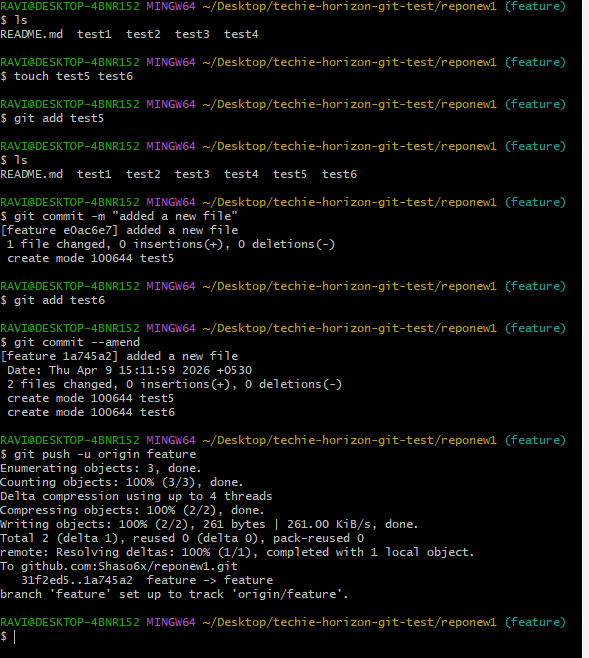 RAVI@DESKTOP-4BNR152 MINGW64 ~/Desktop/techie-horizon-git-test/reponew1 (feature)
$ ls
README.md  test1  test2  test3  test4
RAVI@DESKTOP-4BNR152 MINGW64 ~/Desktop/techie-horizon-git-test/reponew1 (feature)
$ touch test5 test6
RAVI@DESKTOP-4BNR152 MINGW64 ~/Desktop/techie-horizon-git-test/reponew1 (feature)
$ git add test5
RAVI@DESKTOP-4BNR152 MINGW64 ~/Desktop/techie-horizon-git-test/reponew1 (feature)
$ ls
README.md  test1  test2  test3  test4  test5  test6
RAVI@DESKTOP-4BNR152 MINGW64 ~/Desktop/techie-horizon-git-test/reponew1 (feature)
$ git commit -m "added a new file"
[feature e0ac6e7] added a new file
 1 file changed, 0 insertions(+), 0 deletions(-)
 create mode 100644 test5
RAVI@DESKTOP-4BNR152 MINGW64 ~/Desktop/techie-horizon-git-test/reponew1 (feature)
$ git add test6
RAVI@DESKTOP-4BNR152 MINGW64 ~/Desktop/techie-horizon-git-test/reponew1 (feature)
$ git commit --amend
[feature 1a745a2] added a new file
 Date: Thu Apr 9 15:11:59 2026 +0530
 2 files changed, 0 insertions(+), 0 deletions(-)
 create mode 100644 test5
 create mode 100644 test6
RAVI@DESKTOP-4BNR152 MINGW64 ~/Desktop/techie-horizon-git-test/reponew1 (feature)
$ git push -u origin feature
Enumerating objects: 3, done.
Counting objects: 100% (3/3), done.
Delta compression using up to 4 threads
Compressing objects: 100% (2/2), done.
Writing objects: 100% (2/2), 261 bytes | 261.00 KiB/s, done.
Total 2 (delta 1), reused 0 (delta 0), pack-reused 0
remote: Resolving deltas: 100% (1/1), completed with 1 local object.
To github.com:Shaso6x/reponew1.git
   31f2ed5..1a745a2  feature -> feature
branch 'feature' set up to track 'origin/feature'.
RAVI@DESKTOP-4BNR152 MINGW64 ~/Desktop/techie-horizon-git-test/reponew1 (feature)
$